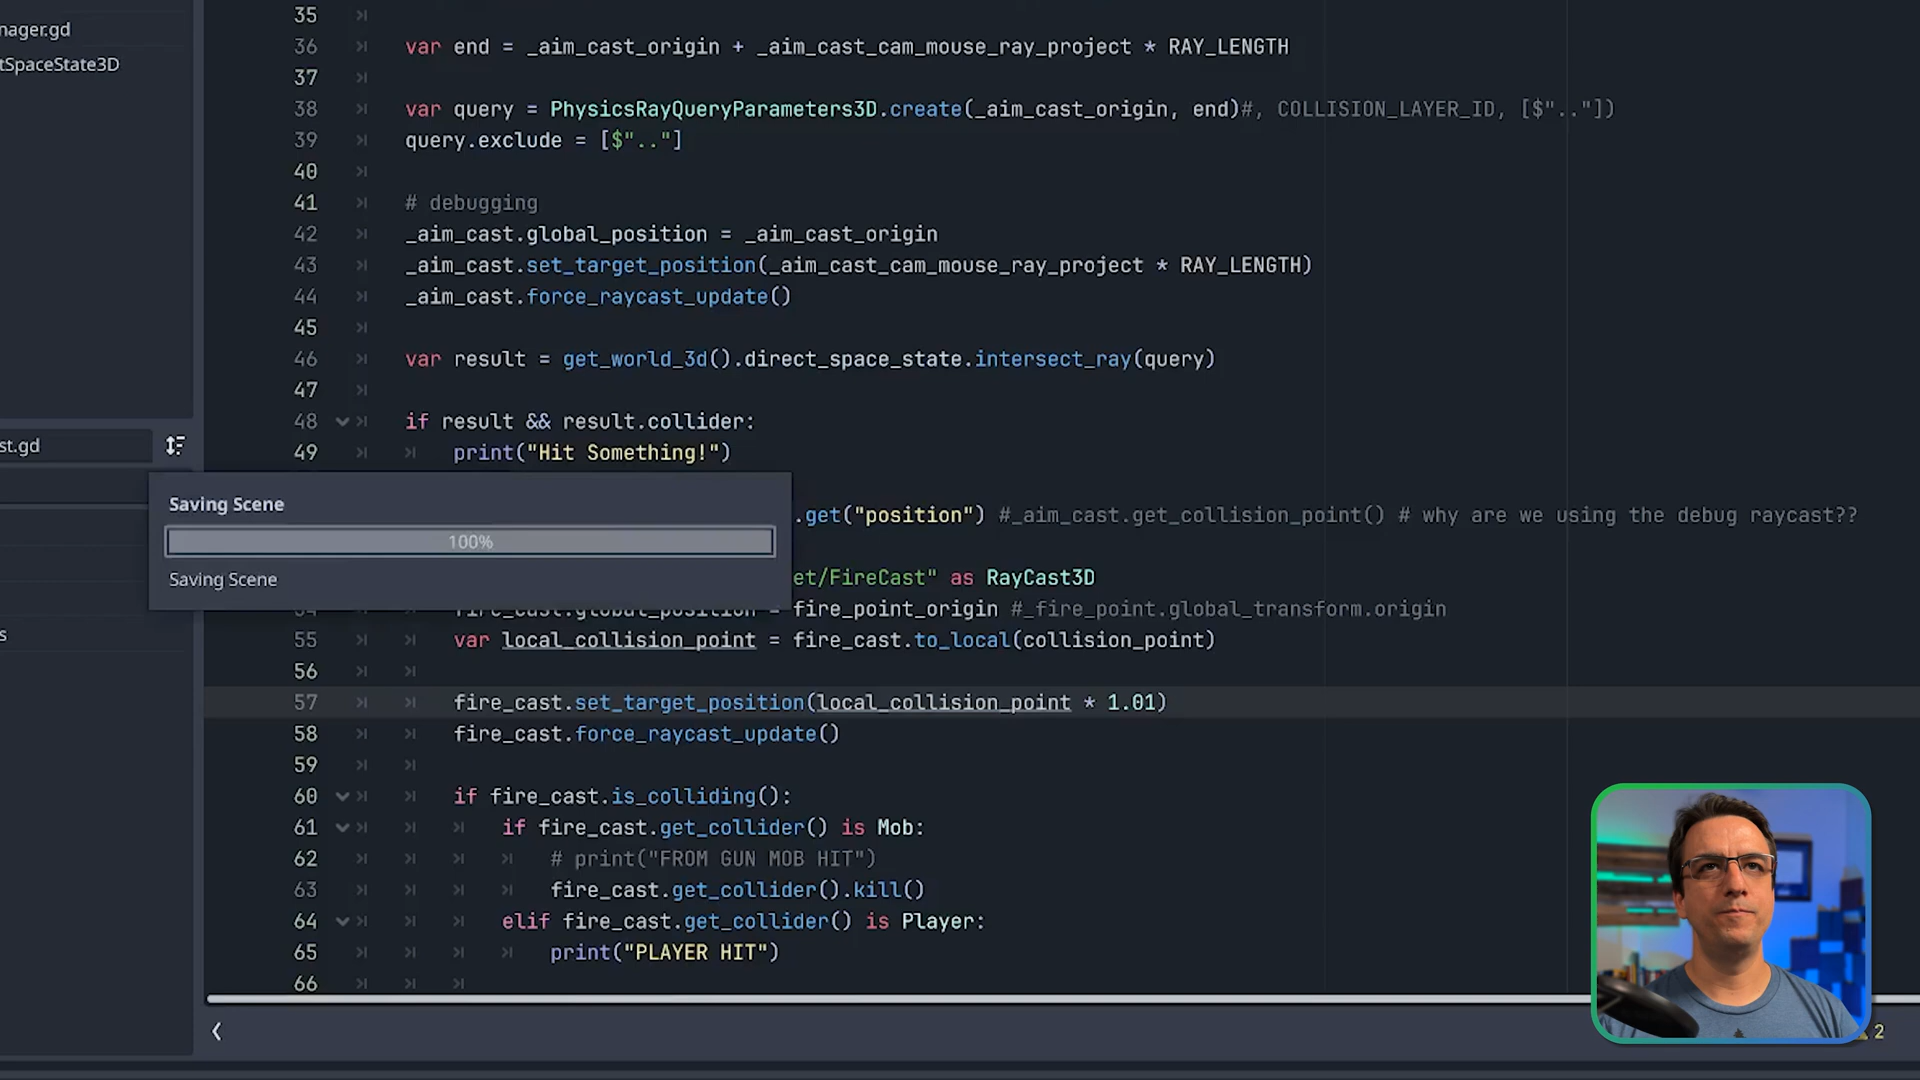 nager.gd
tSpaceState3D
st.gd
s
35
36 var end = _aim_cast_origin + _aim_cast_cam_mouse_ray_project * RAY_LENGTH
37
38 var query = PhysicsRayQueryParameters3D.create(_aim_cast_origin, end)#, COLLISION_LAYER_ID, [$".."])
39 query.exclude = [$".."]
40
41 # debugging
42 _aim_cast.global_position = _aim_cast_origin
43 _aim_cast.set_target_position(_aim_cast_cam_mouse_ray_project * RAY_LENGTH)
44 _aim_cast.force_raycast_update()
45
46 var result = get_world_3d().direct_space_state.intersect_ray(query)
47
48 if result && result.collider:
49 print("Hit Something!")
Saving Scene
100%
Saving Scene
.get("position") #_aim_cast.get_collision_point() # why are we using the debug raycast??
et/FireCast" as RayCast3D
54 fire_cast.global_position = fire_point_origin #_fire_point.global_transform.origin
55 var local_collision_point = fire_cast.to_local(collision_point)
56
57 fire_cast.set_target_position(local_collision_point * 1.01)
58 fire_cast.force_raycast_update()
59
60 if fire_cast.is_colliding():
61 if fire_cast.get_collider() is Mob:
62 # print("FROM GUN MOB HIT")
63 fire_cast.get_collider().kill()
64 elif fire_cast.get_collider() is Player:
65 print("PLAYER HIT")
66
2